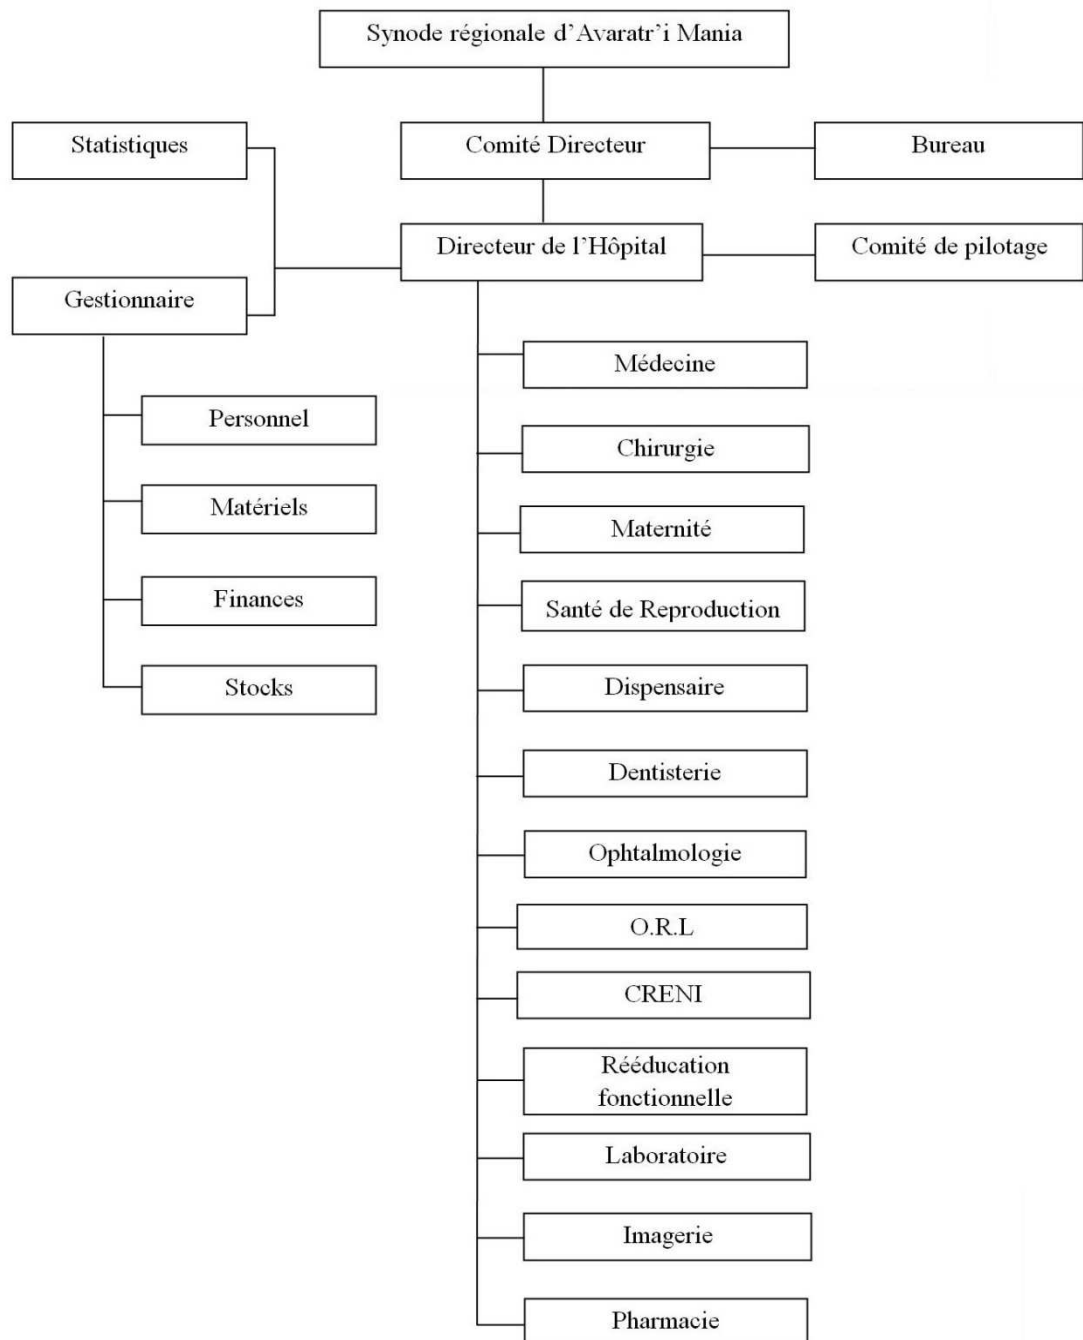 Synode régionale d’Avaratr’i Mania
Statistiques
Comité Directeur
Bureau
Directeur de l’Hôpital
Comité de pilotage
Gestionnaire
Personnel
Matériels
Finances
Stocks
Médecine
Chirurgie
Maternité
Santé de Reproduction
Dispensaire
Dentisterie
Ophtalmologie
O.R.L
CRENI
Rééducation
fonctionnelle
Laboratoire
Imagerie
Pharmacie